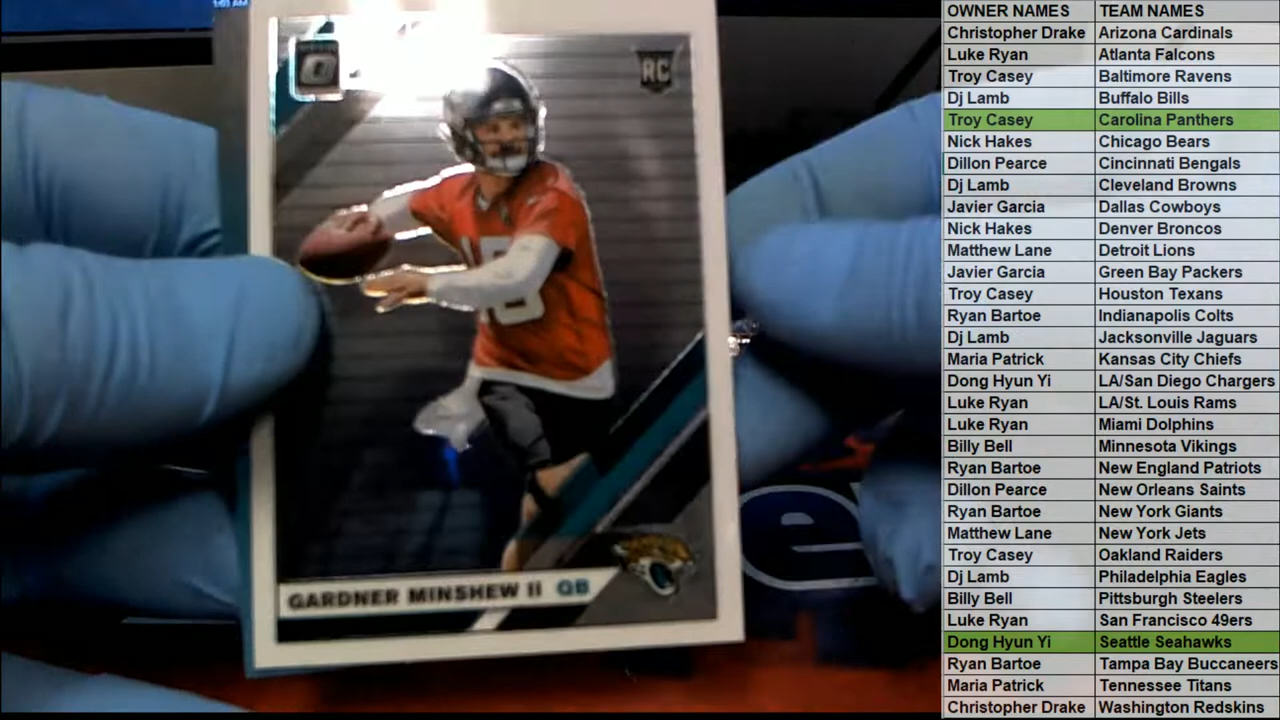 1:03 AM
O
RC
GARDNER MINSHEW II QB
e
OWNER NAMES TEAM NAMES
Christopher Drake Arizona Cardinals
Luke Ryan Atlanta Falcons
Troy Casey Baltimore Ravens
Dj Lamb Buffalo Bills
Troy Casey Carolina Panthers
Nick Hakes Chicago Bears
Dillon Pearce Cincinnati Bengals
Dj Lamb Cleveland Browns
Javier Garcia Dallas Cowboys
Nick Hakes Denver Broncos
Matthew Lane Detroit Lions
Javier Garcia Green Bay Packers
Troy Casey Houston Texans
Ryan Bartoe Indianapolis Colts
Dj Lamb Jacksonville Jaguars
Maria Patrick Kansas City Chiefs
Dong Hyun Yi LA/San Diego Chargers
Luke Ryan LA/St. Louis Rams
Luke Ryan Miami Dolphins
Billy Bell Minnesota Vikings
Ryan Bartoe New England Patriots
Dillon Pearce New Orleans Saints
Ryan Bartoe New York Giants
Matthew Lane New York Jets
Troy Casey Oakland Raiders
Dj Lamb Philadelphia Eagles
Billy Bell Pittsburgh Steelers
Luke Ryan San Francisco 49ers
Dong Hyun Yi Seattle Seahawks
Ryan Bartoe Tampa Bay Buccaneers
Maria Patrick Tennessee Titans
Christopher Drake Washington Redskins